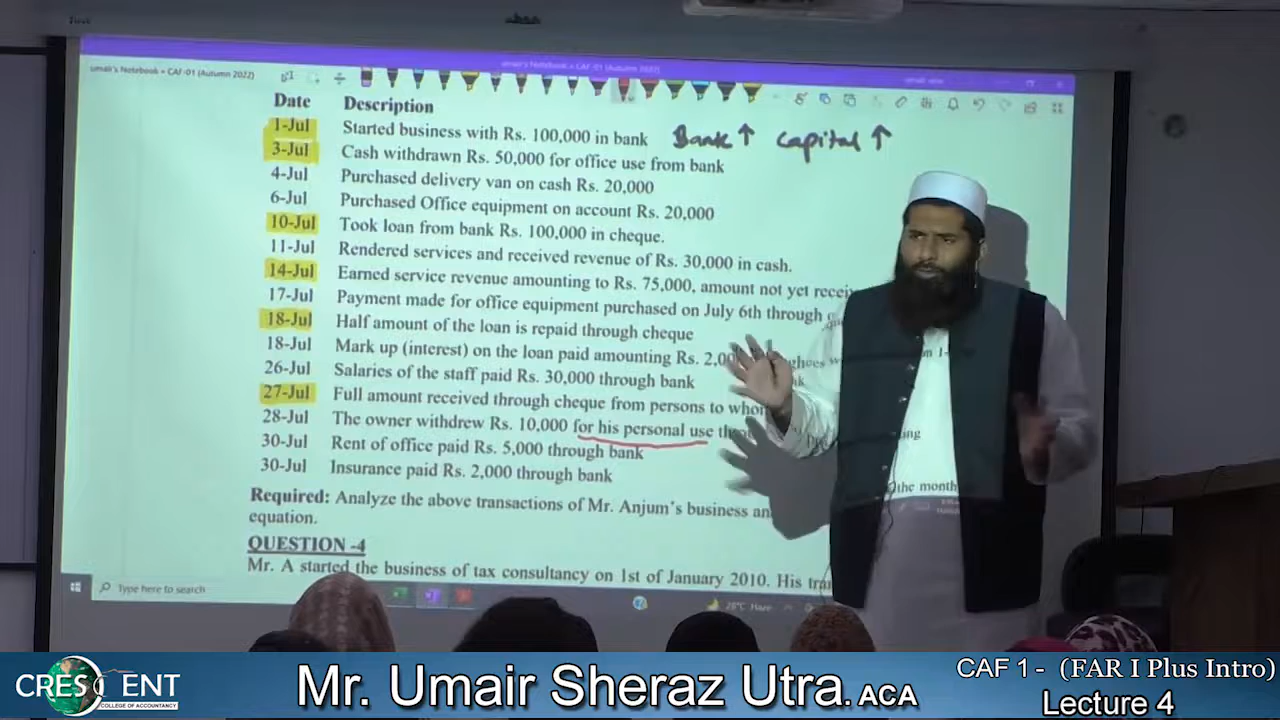 umair's Notebook » CAF-01 (Autumn 2022)
Date Description
1-Jul Started business with Rs. 100,000 in bank Bank ↑ Capital ↑
3-Jul Cash withdrawn Rs. 50,000 for office use from bank
4-Jul Purchased delivery van on cash Rs. 20,000
6-Jul Purchased Office equipment on account Rs. 20,000
10-Jul Took loan from bank Rs. 100,000 in cheque.
11-Jul Rendered services and received revenue of Rs. 30,000 in cash.
14-Jul Earned service revenue amounting to Rs. 75,000, amount not yet
17-Jul Payment made for office equipment purchased on July 6th through
18-Jul Half amount of the loan is repaid through cheque
18-Jul Mark up (interest) on the loan paid amounting Rs.
26-Jul Salaries of the staff paid Rs. 30,000 through bank
27-Jul Full amount received through cheque from persons to
28-Jul The owner withdrew Rs. 10,000 for his personal use
30-Jul Rent of office paid Rs. 5,000 through bank
30-Jul Insurance paid Rs. 2,000 through bank
the month
Required: Analyze the above transactions of Mr. Anjum's business
equation.
QUESTION -4
Mr. A started the business of tax consultancy on 1st of January 2010. His
Type here to search 28°C Haze
CRESCENT
COLLEGE OF ACCOUNTANCY
Mr. Umair Sheraz Utra. ACA
CAF 1 - (FAR I Plus Intro)
Lecture 4